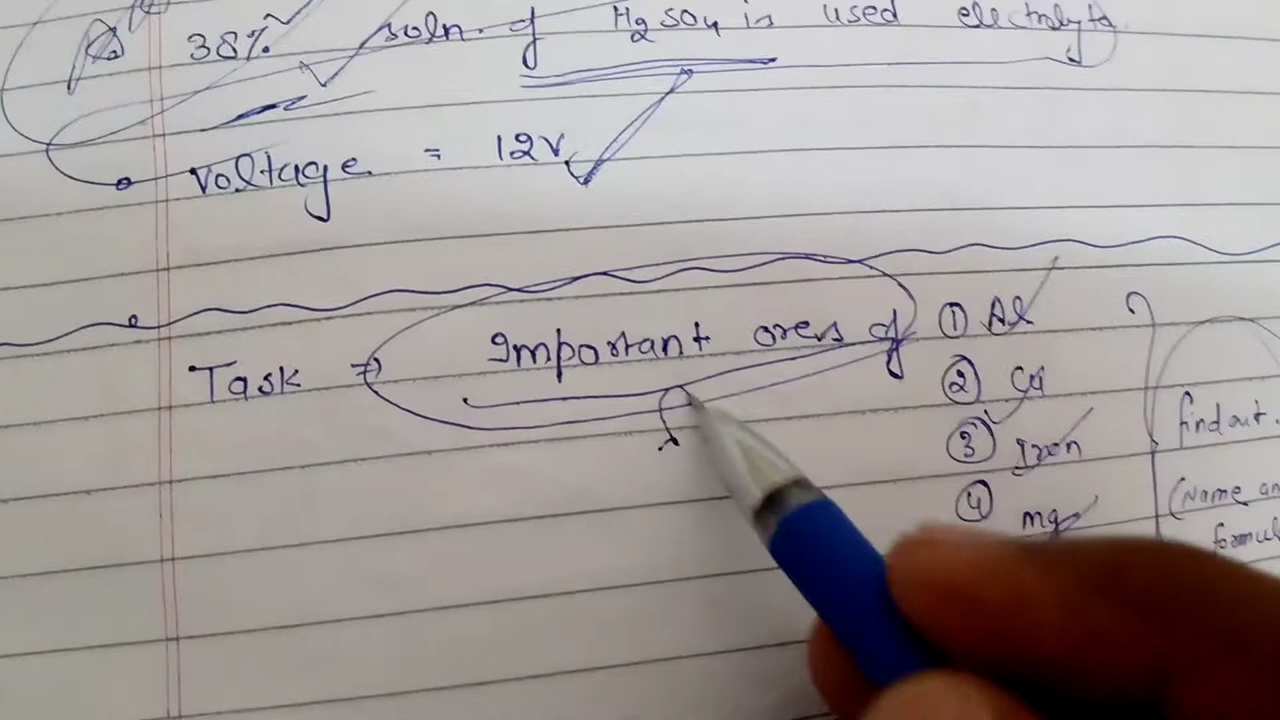 38% soln. of H2SO4 is used electrolyte
Voltage = 12V
Task → Important ores of ① Al
② Cu
③ Iron
④ mg
find out.
(Name an
formul